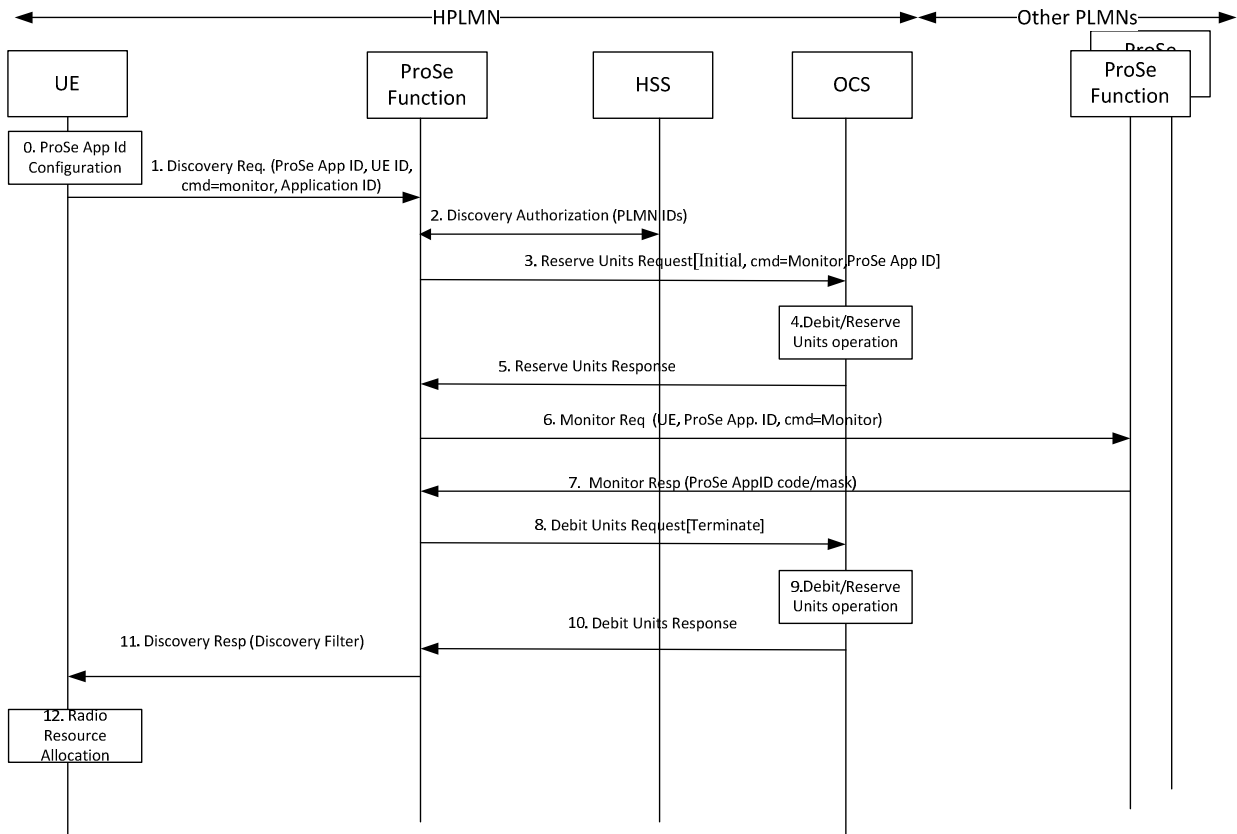 HPLMN
Other PLMNs
UE
ProSe
Function
HSS
OCS
ProSe
ProSe
Function
0. ProSe App Id
Configuration
1. Discovery Req. (ProSe App ID, UE ID,
cmd=monitor, Application ID)
2. Discovery Authorization (PLMN IDs)
3. Reserve Units Request[Initial, cmd=Monitor,ProSe App ID]
4.Debit/Reserve
Units operation
5. Reserve Units Response
6. Monitor Req (UE, ProSe App. ID, cmd=Monitor)
7. Monitor Resp (ProSe AppID code/mask)
8. Debit Units Request[Terminate]
9.Debit/Reserve
Units operation
10. Debit Units Response
11. Discovery Resp (Discovery Filter)
12. Radio
Resource
Allocation